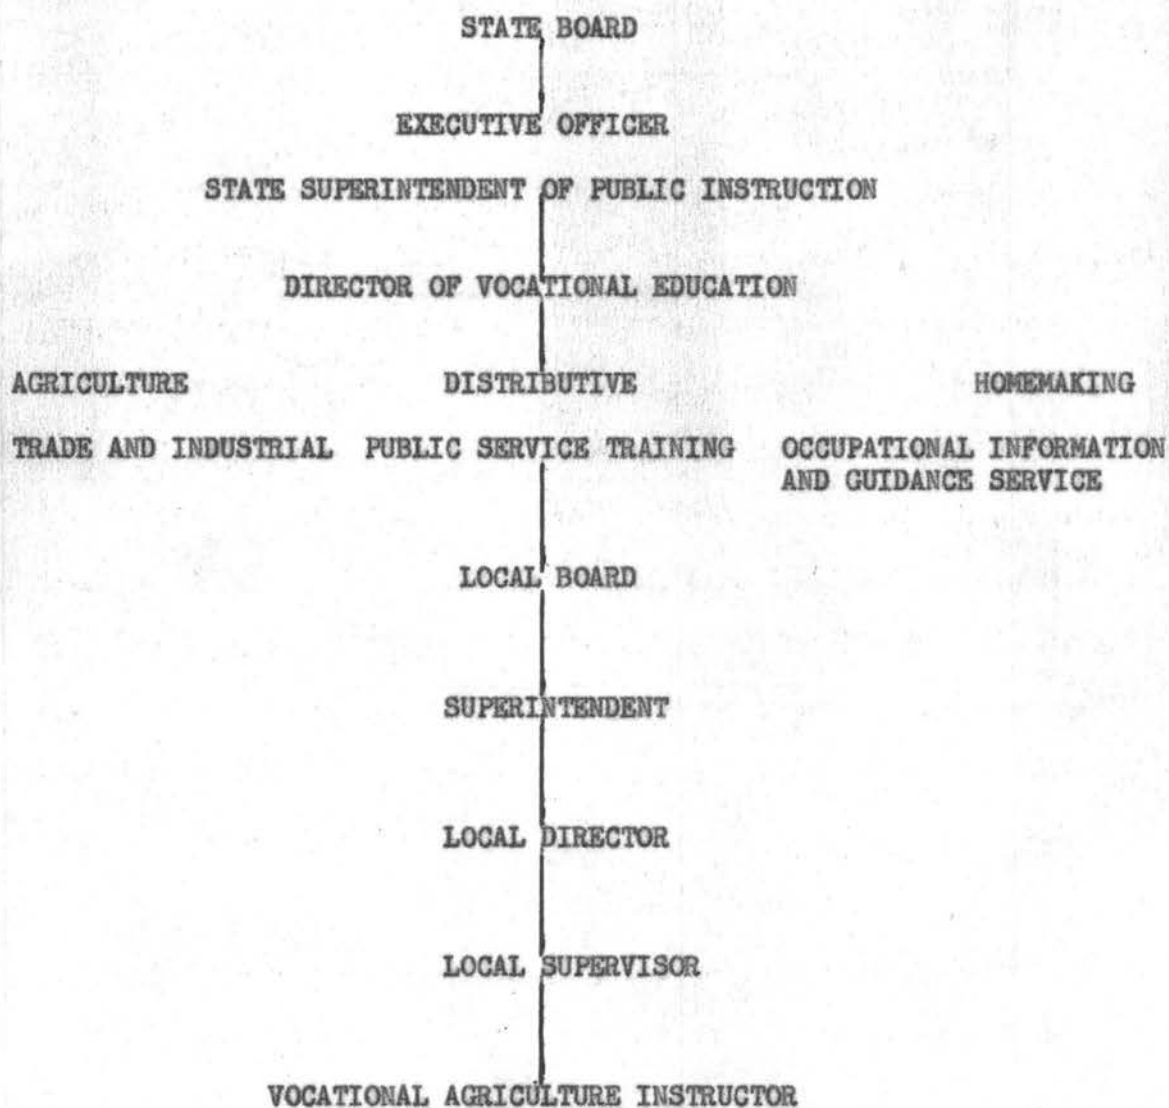 STATE BOARD
EXECUTIVE OFFICER
STATE SUPERINTENDENT OF PUBLIC INSTRUCTION
DIRECTOR OF VOCATIONAL EDUCATION
AGRICULTURE DISTRIBUTIVE HOMEMAKING
TRADE AND INDUSTRIAL PUBLIC SERVICE TRAINING OCCUPATIONAL INFORMATION
AND GUIDANCE SERVICE
LOCAL BOARD
SUPERINTENDENT
LOCAL DIRECTOR
LOCAL SUPERVISOR
VOCATIONAL AGRICULTURE INSTRUCTOR